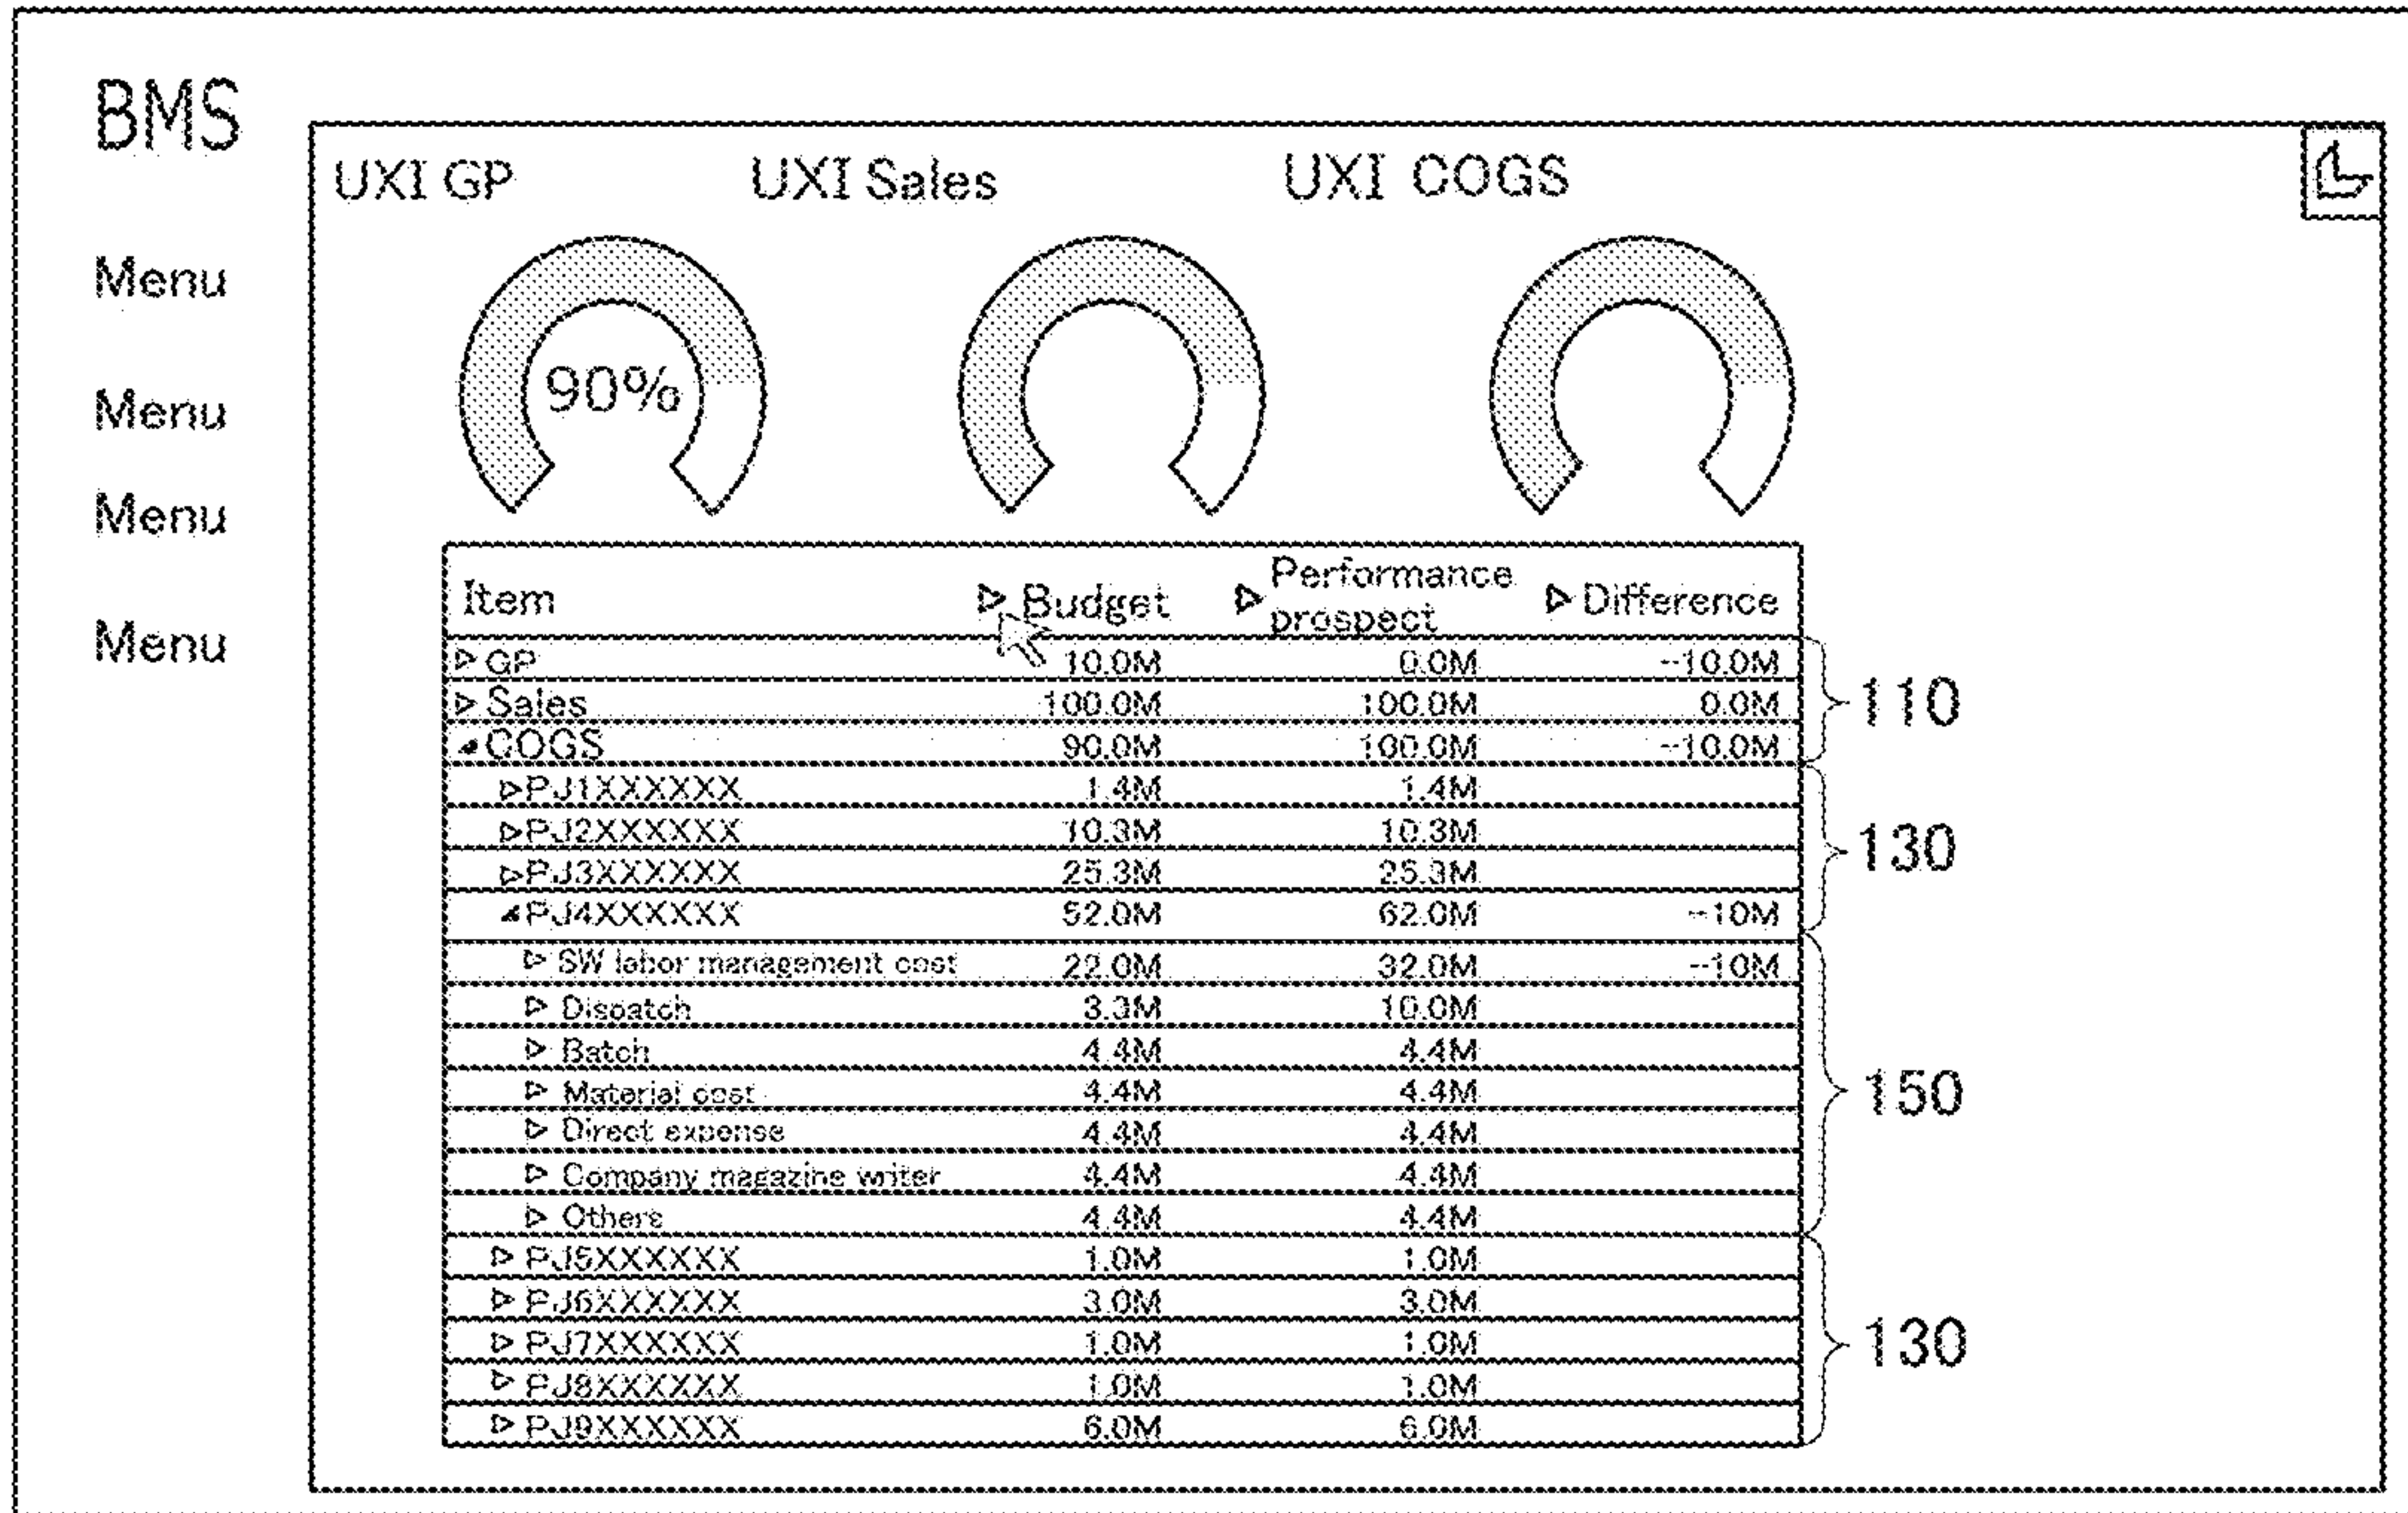 BMS
Menu
Menu
Menu
Menu
UXI GP UXI Sales UXI COGS
90%
Item Budget Performance prospect Difference
GP 10.0M 0.0M --10.0M
Sales 100.0M 100.0M 0.0M
COGS 90.0M 100.0M --10.0M
110
PJ1XXXXXX 1.4M 1.4M
PJ2XXXXXX 10.3M 10.3M
PJ3XXXXXX 25.3M 25.3M
PJ4XXXXXX 52.0M 62.0M --10M
130
SW labor management cost 22.0M 32.0M --10M
Dispatch 3.3M 10.0M
Batch 4.4M 4.4M
Material cost 4.4M 4.4M
Direct expense 4.4M 4.4M
Company magazine writer 4.4M 4.4M
Others 4.4M 4.4M
150
PJ5XXXXXX 1.0M 1.0M
PJ6XXXXXX 3.0M 3.0M
PJ7XXXXXX 1.0M 1.0M
PJ8XXXXXX 1.0M 1.0M
PJ9XXXXXX 6.0M 6.0M
130